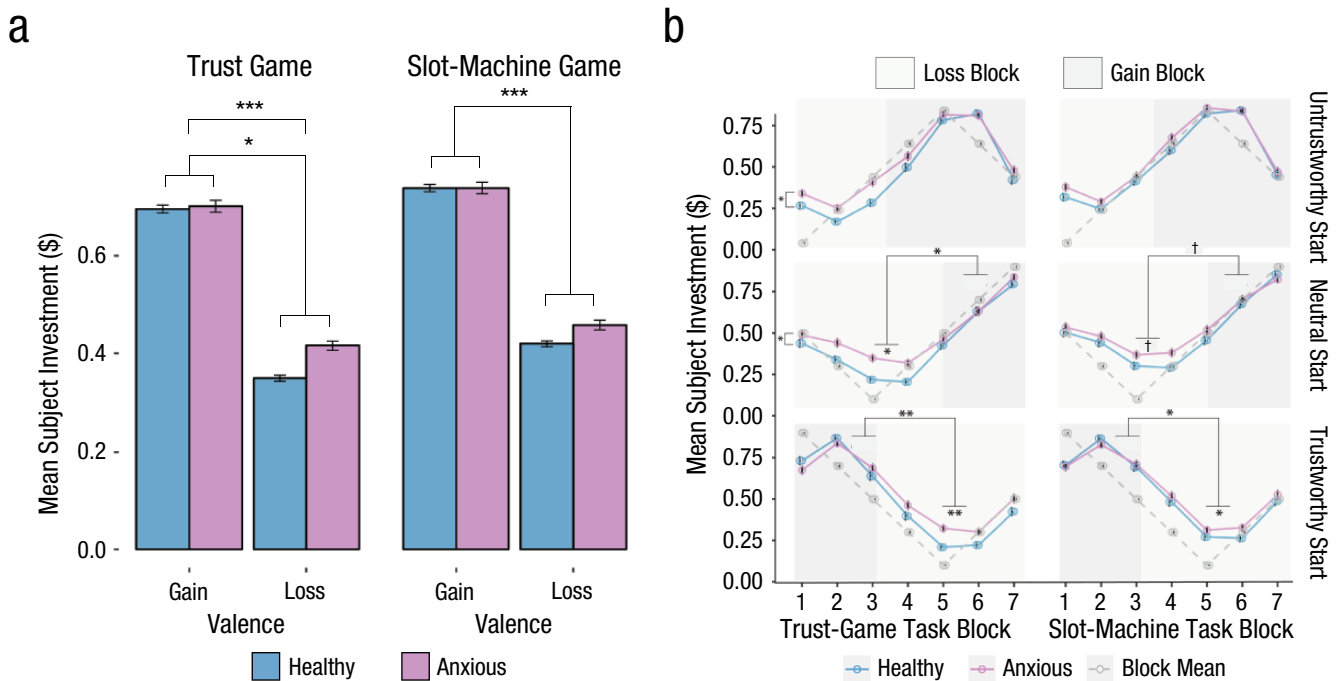 a
Trust Game
Slot-Machine Game
***
*
***
Mean Subject Investment ($)
0.6
0.4
0.2
0.0
Gain
Loss
Gain
Loss
Valence
Valence
Healthy
Anxious
b
Loss Block
Gain Block
Mean Subject Investment ($)
Mean Subject Investment ($)
0.75
0.50
0.25
0.00
*
Untrustworthy Start
0.75
0.50
0.25
0.00
*
*
*
†
†
Neutral Start
0.75
0.50
0.25
0.00
**
**
*
*
Trustworthy Start
1 2 3 4 5 6 7
1 2 3 4 5 6 7
Trust-Game Task Block
Slot-Machine Task Block
Healthy
Anxious
Block Mean